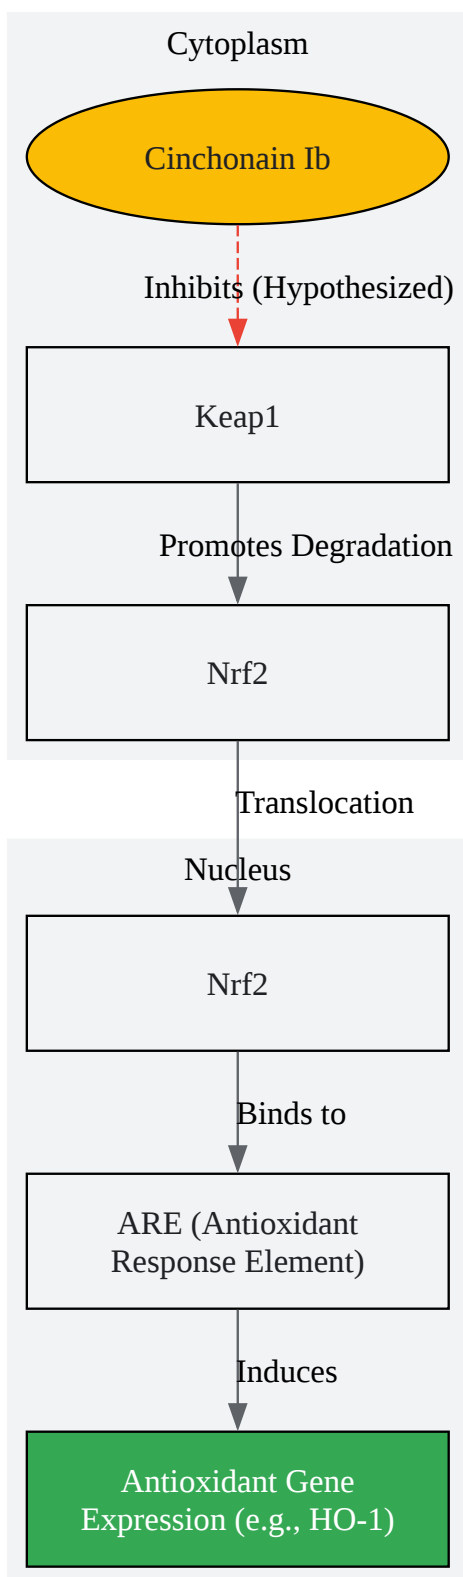 Cytoplasm
Cinchonain Ib
Inhibits (Hypothesized)
Keap1
Promotes Degradation
Nrf2
Translocation
Nucleus
Nrf2
Binds to
ARE (Antioxidant
Response Element)
Induces
Antioxidant Gene
Expression (e.g., HO-1)